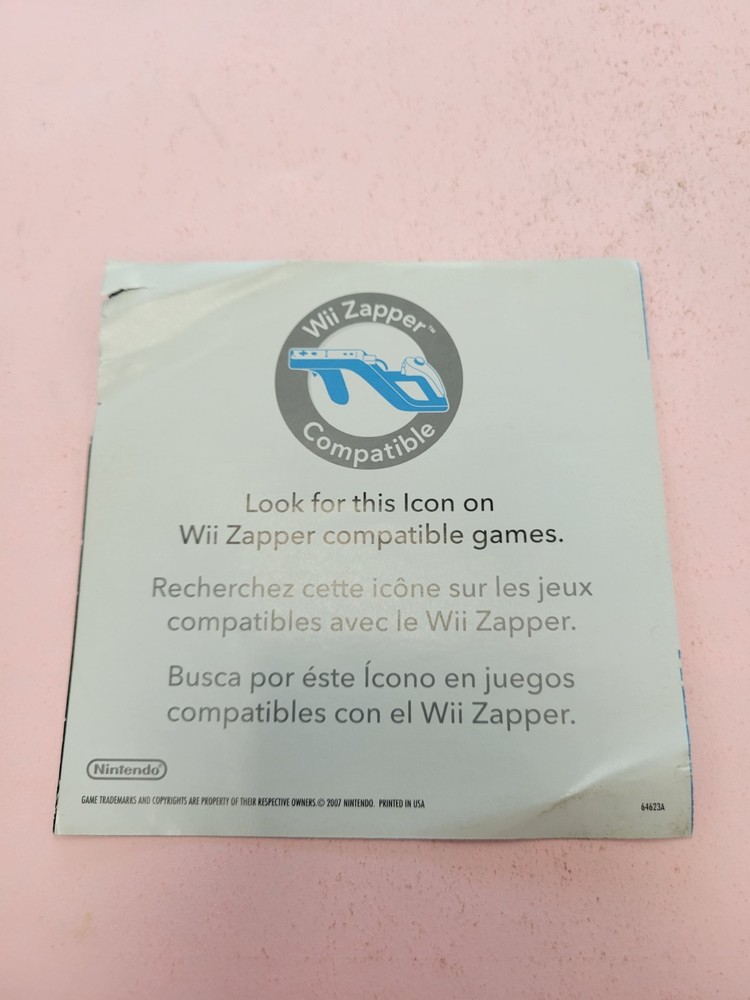 Wii Zapper™
Compatible
Look for this Icon on
Wii Zapper compatible games.
Recherchez cette icône sur les jeux
compatibles avec le Wii Zapper.
Busca por éste Ícono en juegos
compatibles con el Wii Zapper.
Nintendo®
GAME TRADEMARKS AND COPYRIGHTS ARE PROPERTY OF THEIR RESPECTIVE OWNERS.© 2007 NINTENDO. PRINTED IN USA
64623A